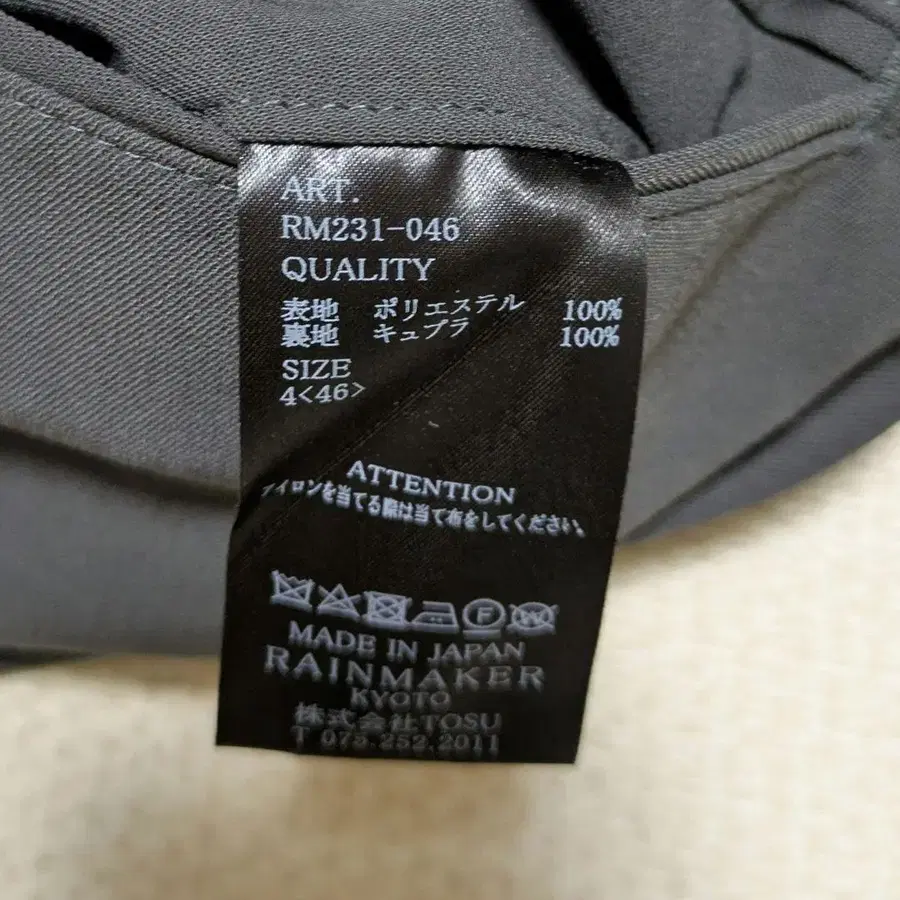 ART.
RM231-046
QUALITY
表地 ポリエステル 100%
裏地 キュプラ 100%
SIZE
4<46>
ATTENTION
アイロンを当てる際は当て布をしてください。
F W
MADE IN JAPAN
RAINMAKER
KYOTO
株式会社TOSU
T 075.252.2011